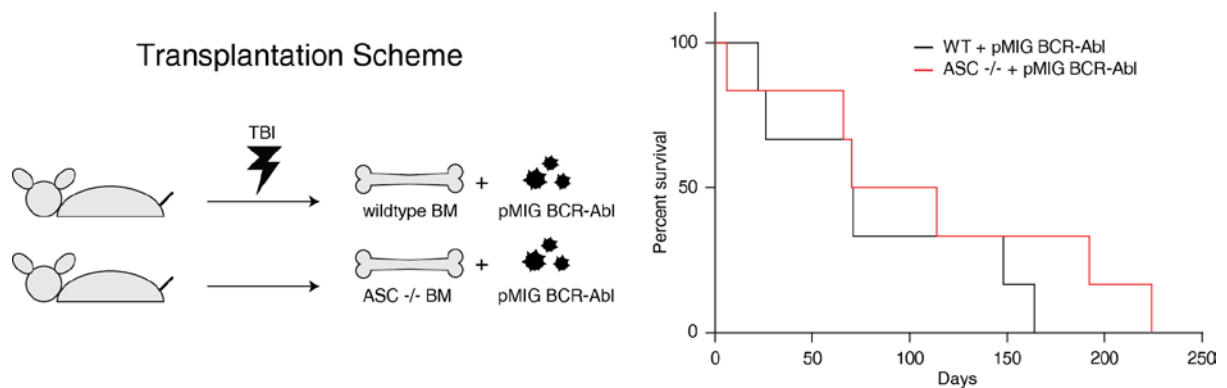 Transplantation Scheme
TBI
wildtype BM
+
pMIG BCR-Abl
ASC -/- BM
+
pMIG BCR-Abl
WT + pMIG BCR-Abl
ASC -/- + pMIG BCR-Abl
Percent survival
100
50
0
0 50 100 150 200 250
Days